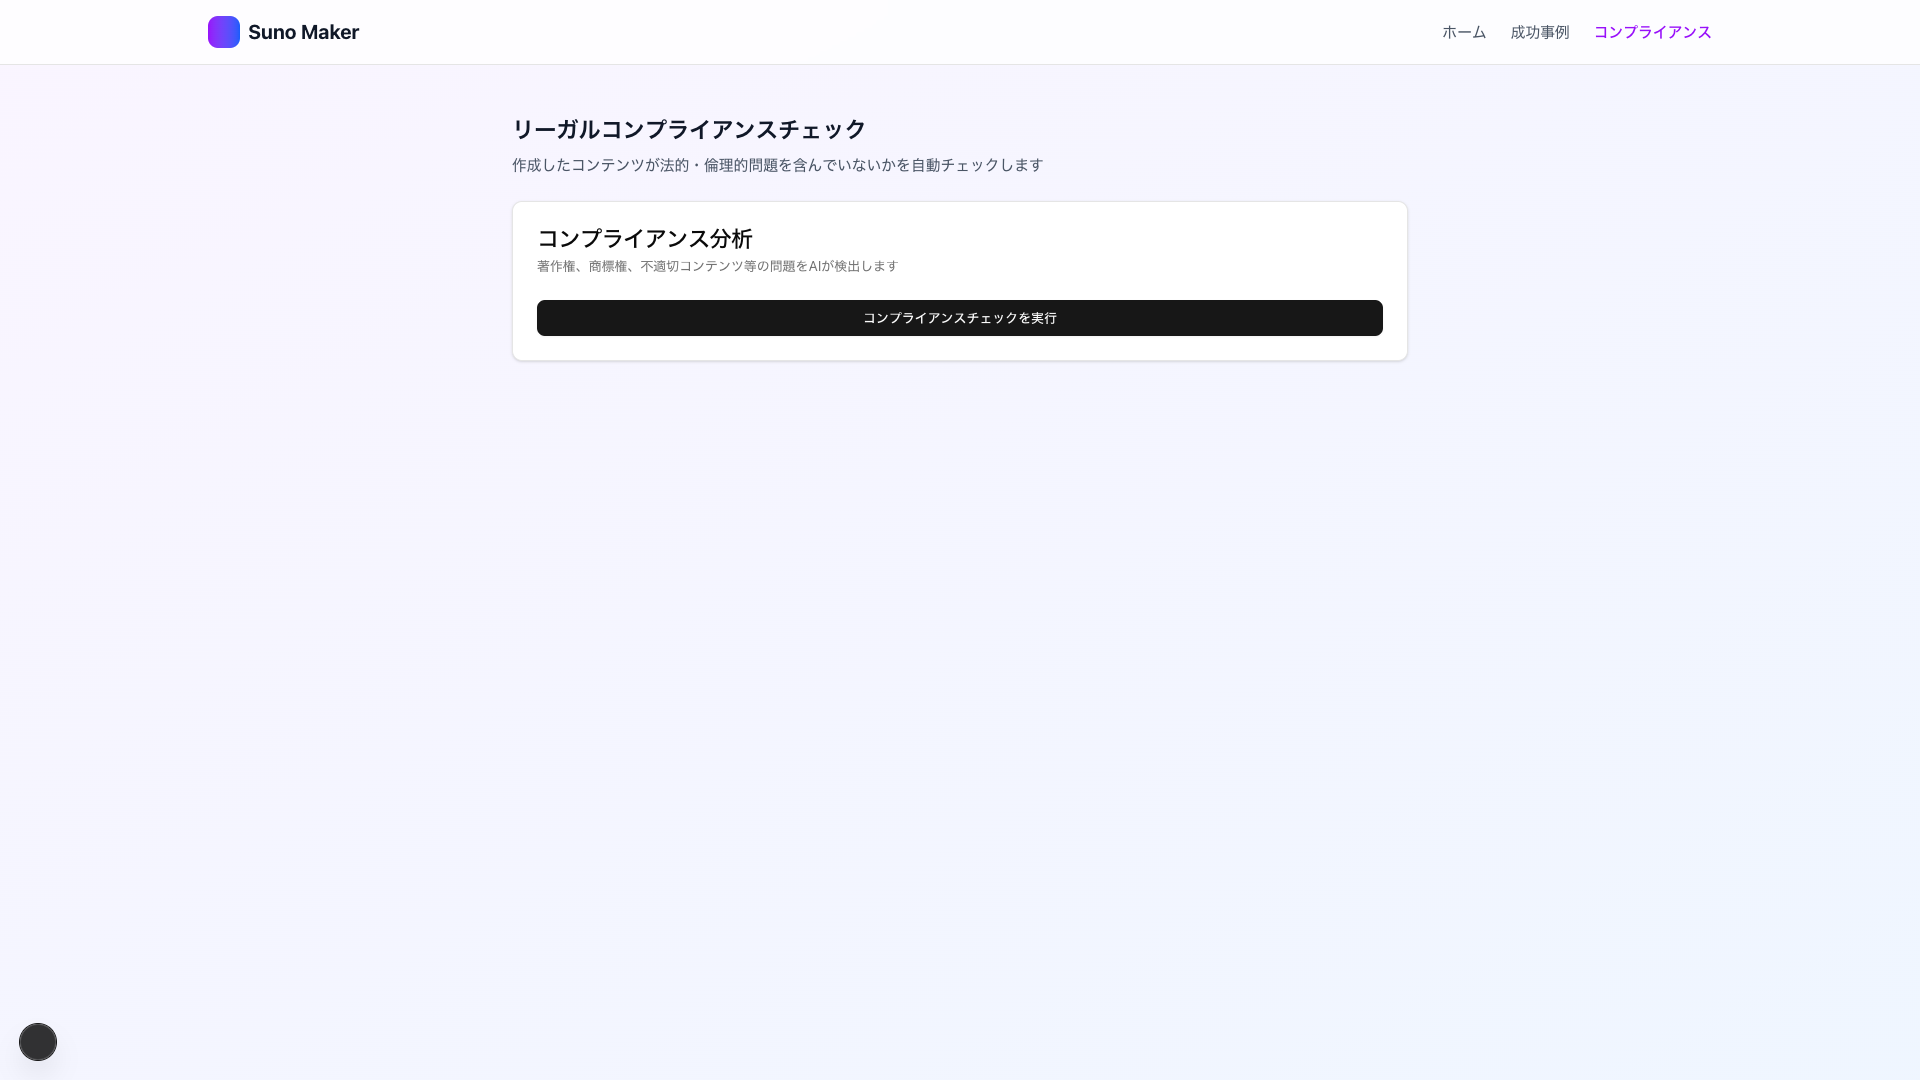 Suno Maker
ホーム
成功事例
コンプライアンス
リーガルコンプライアンスチェック
作成したコンテンツが法的・倫理的問題を含んでいないかを自動チェックします
コンプライアンス分析
著作権、商標権、不適切コンテンツ等の問題をAIが検出します
コンプライアンスチェックを実行